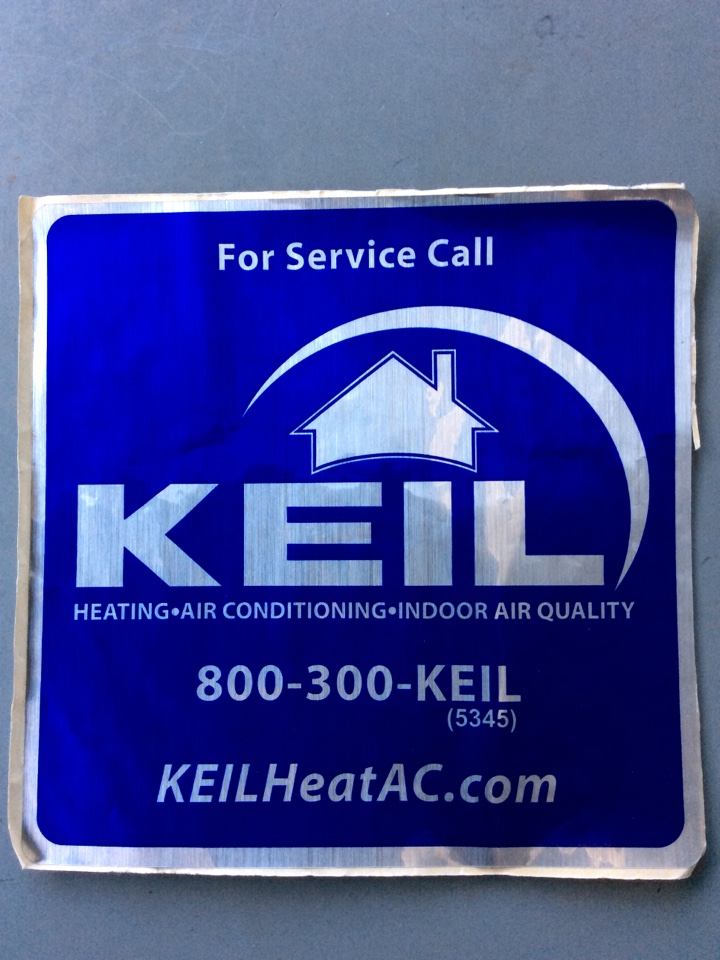 For Service Call
KEIL
HEATING•AIR CONDITIONING•INDOOR AIR QUALITY
800-300-KEIL
(5345)
KEILHeatAC.com